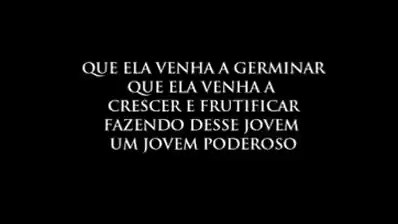 QUE ELA VENHA A GERMINAR
QUE ELA VENHA A
CRESCER E FRUTIFICAR
FAZENDO DESSE JOVEM
UM JOVEM PODEROSO